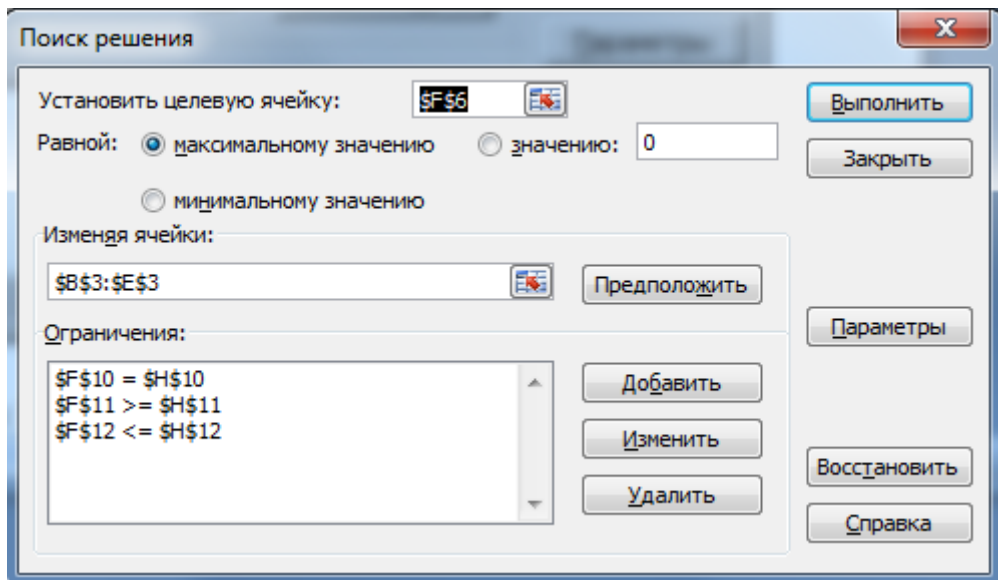 Поиск решения
Установить целевую ячейку: $F$6
Выполнить
Равной: максимальному значению значению: 0
Закрыть
минимальному значению
Изменяя ячейки:
$B$3:$E$3 Предположить
Параметры
Ограничения:
$F$10 = $H$10
$F$11 >= $H$11
$F$12 <= $H$12
Добавить
Изменить
Удалить
Восстановить
Справка